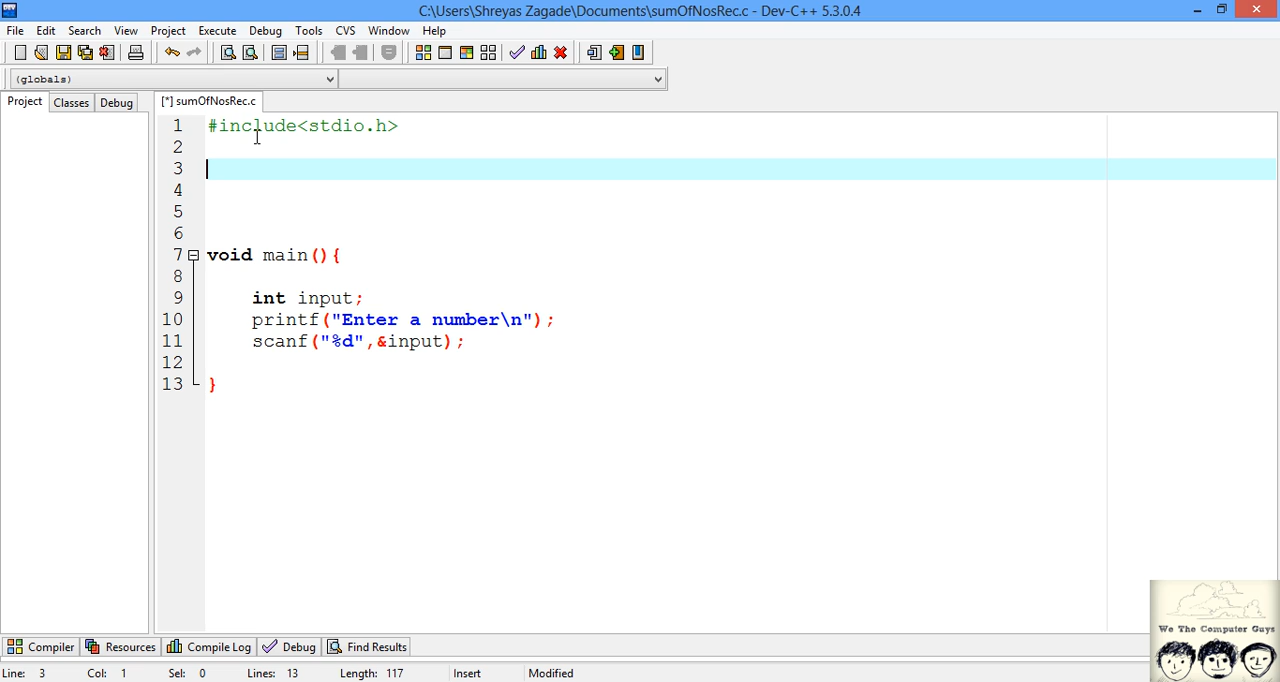 C:\Users\Shreyas Zagade\Documents\sumOfNosRec.c - Dev-C++ 5.3.0.4
File Edit Search View Project Execute Debug Tools CVS Window Help
(globals)
Project Classes Debug [*] sumOfNosRec.c
1 #include<stdio.h>
2
3
4
5
6
7 void main(){
8
9 int input;
10 printf("Enter a number\n");
11 scanf("%d",&input);
12
13 }
We The Computer Guys
Compiler Resources Compile Log Debug Find Results
Line: 3 Col: 1 Sel: 0 Lines: 13 Length: 117 Insert Modified